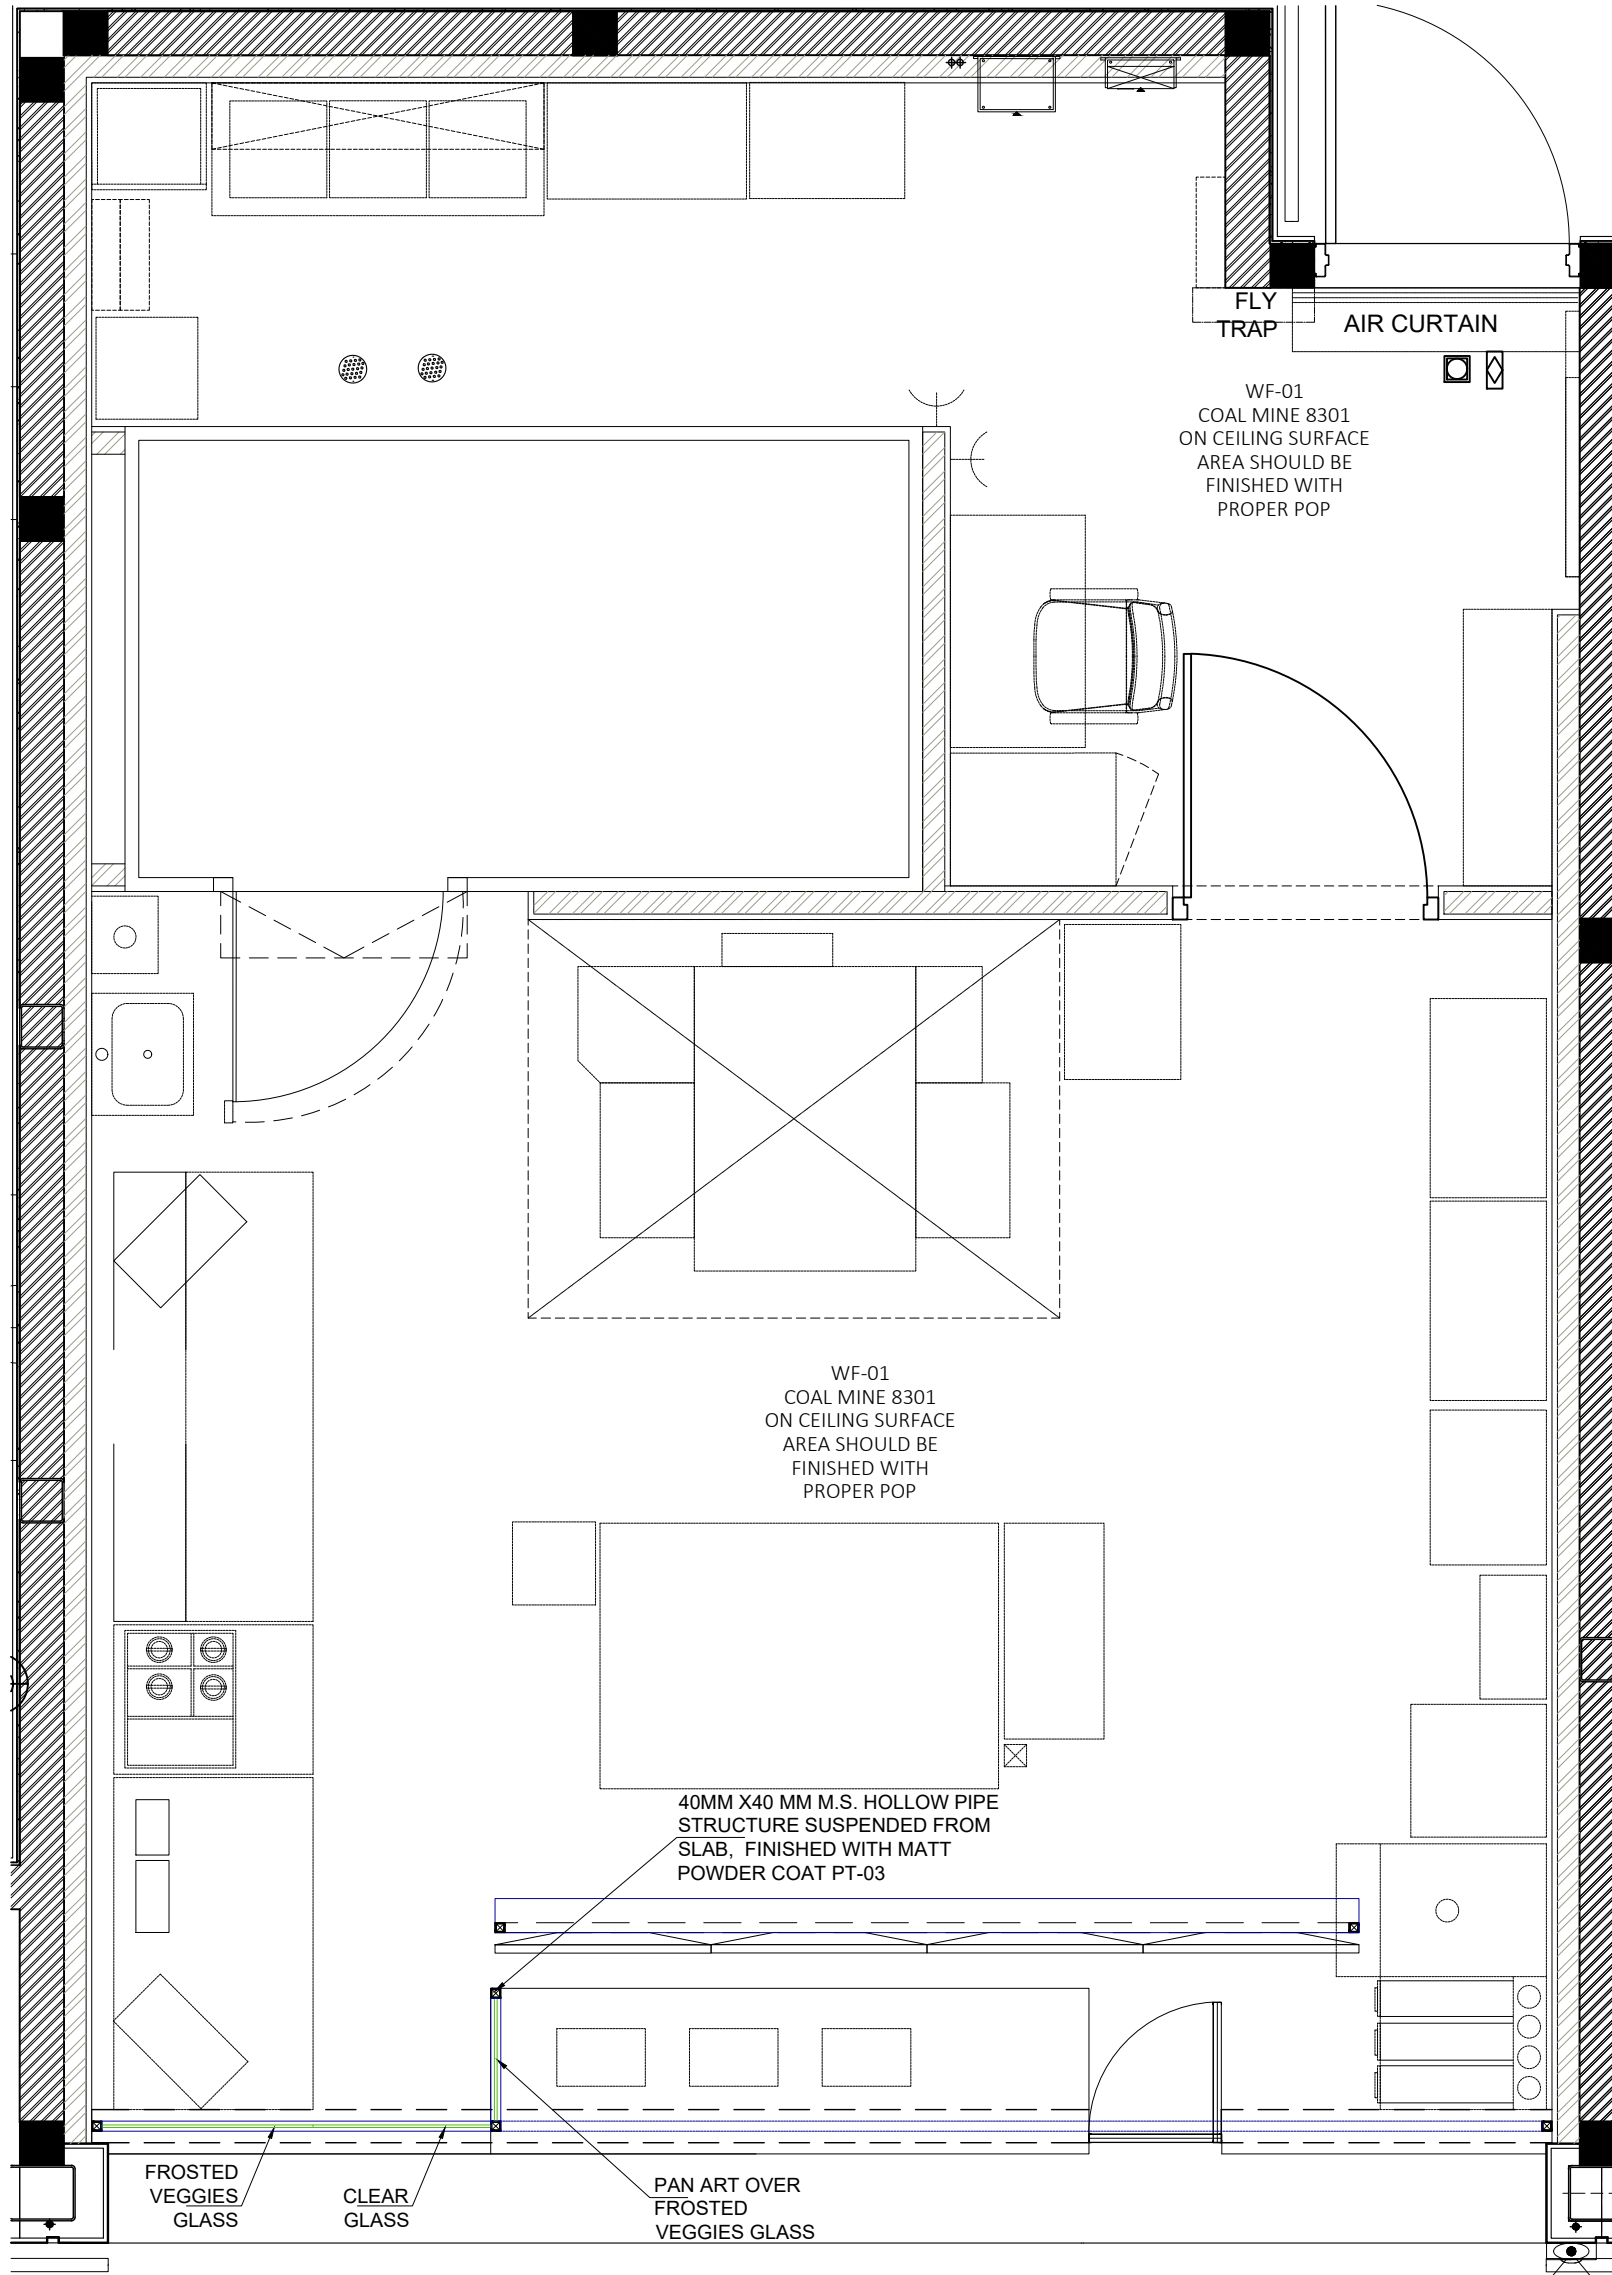 FLY
TRAP
AIR CURTAIN
WF-01
COAL MINE 8301
ON CEILING SURFACE
AREA SHOULD BE
FINISHED WITH
PROPER POP
WF-01
COAL MINE 8301
ON CEILING SURFACE
AREA SHOULD BE
FINISHED WITH
PROPER POP
40MM X40 MM M.S. HOLLOW PIPE
STRUCTURE SUSPENDED FROM
SLAB, FINISHED WITH MATT
POWDER COAT PT-03
FROSTED
VEGGIES
GLASS
CLEAR
GLASS
PAN ART OVER
FROSTED
VEGGIES GLASS